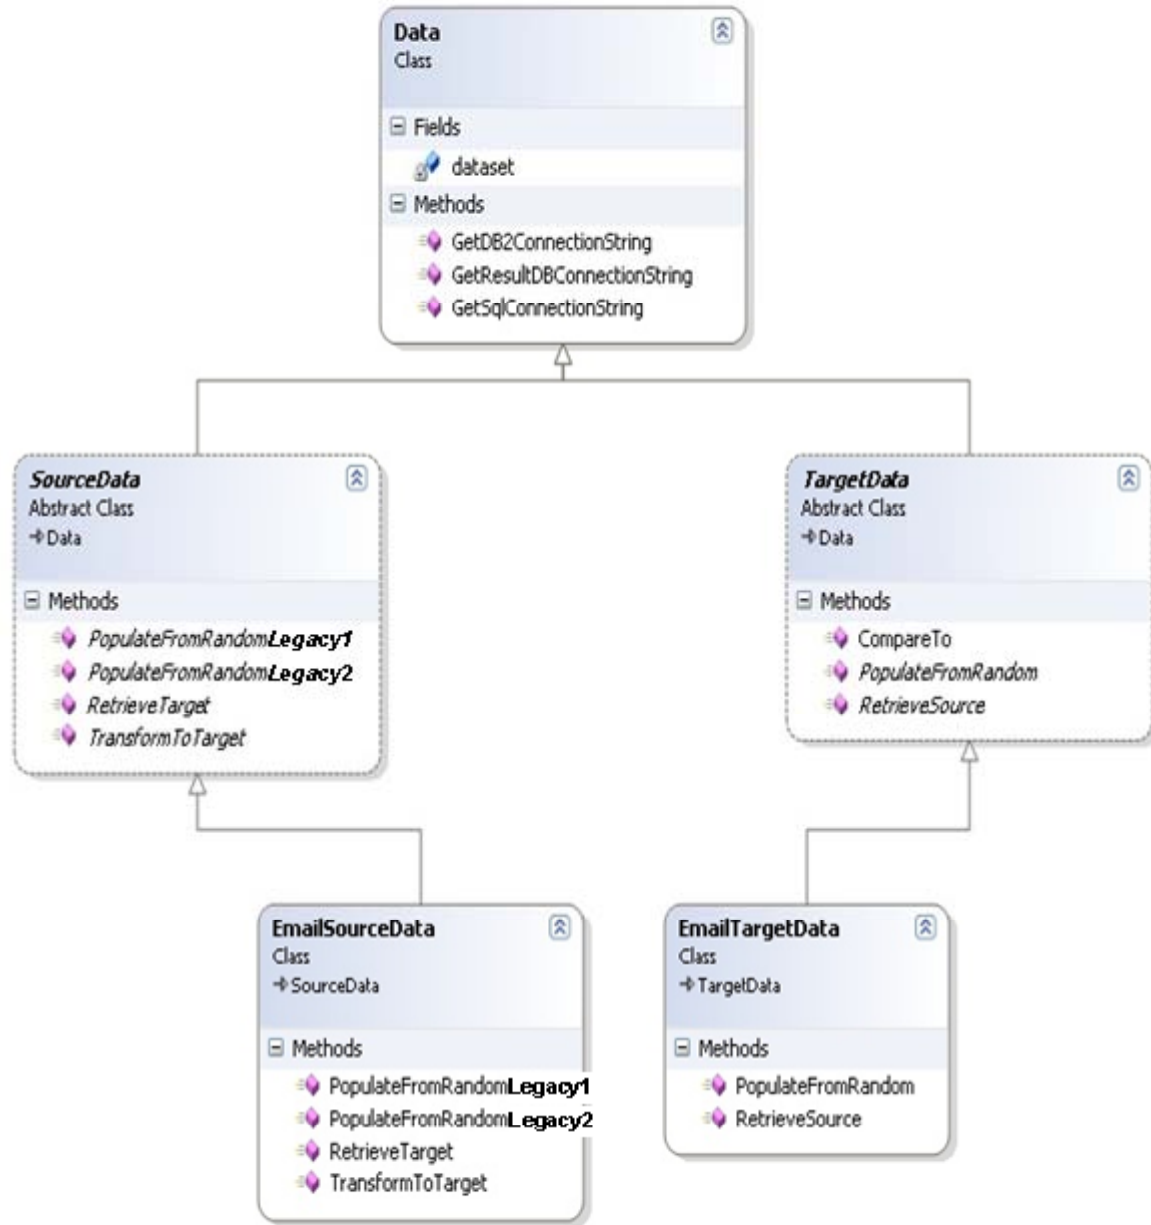 Data
Class
Fields
dataset
Methods
GetDB2ConnectionString
GetResultDBConnectionString
GetSqlConnectionString
SourceData
Abstract Class
Data
Methods
PopulateFromRandomLegacy1
PopulateFromRandomLegacy2
RetrieveTarget
TransformToTarget
TargetData
Abstract Class
Data
Methods
CompareTo
PopulateFromRandom
RetrieveSource
EmailSourceData
Class
SourceData
Methods
PopulateFromRandomLegacy1
PopulateFromRandomLegacy2
RetrieveTarget
TransformToTarget
EmailTargetData
Class
TargetData
Methods
PopulateFromRandom
RetrieveSource